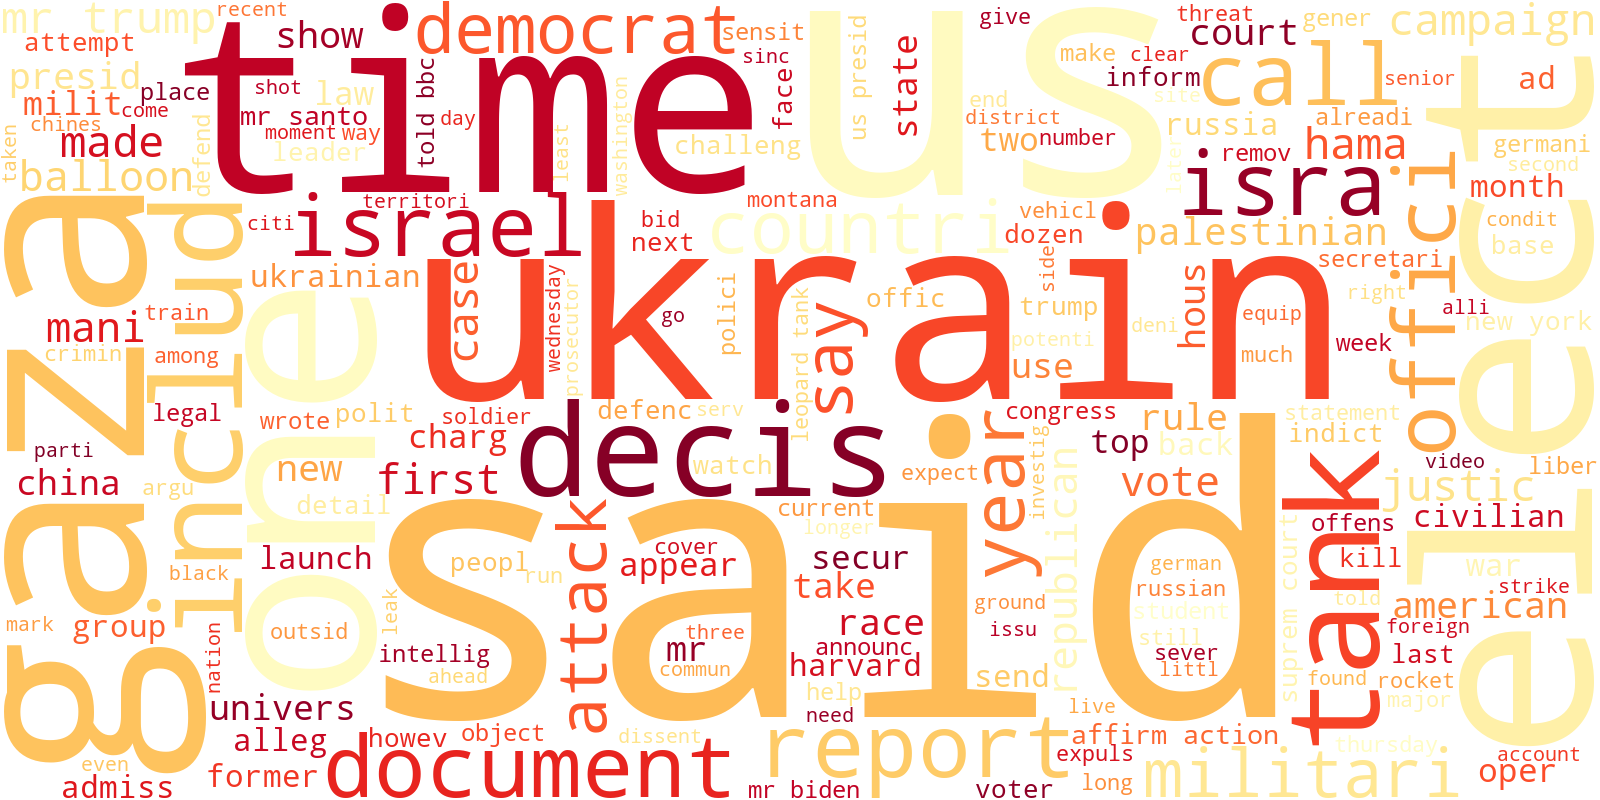 mr trump
recent
attempt
show
democrat
sensit
give
threat
gener
campaign
time
us
court
call
presid
shot
sinc
face
state
make
clear
inform
senior
ad
milit
place
law
told bbc
us presid
end
site
come
mr santo
chines
moment
way
day
district
russia
alreadi
made
leader
least
washington
challeng
two
number
hama
germani
taken
balloon
defend
later
remov
second
territori
montana
isra
month
citi
israel
bid
next
countri
vehicl
dozen
palestinian
condit
base
gaza
includ
one
ukrainian
ukrain
case
wednesday
prosecutor
go
polici
offic
side
trump
hous
secretari
offici
elect
right
alli
train
mani
crimin
among
leopard tank
say
potenti
deni
use
equip
much
week
new york
legal
wrote
polit
soldier
defenc
serv
congress
rule
statement
indict
charg
decis
year
top
back
parti
china
argu
new
first
watch
expect
investig
republican
vote
video
liber
justic
detail
current
longer
tank
offens
civilian
launch
attack
cover
appear
secur
peopl
run
said
german
russian
student
suprem court
kill
war
strike
told
black
take
ground
american
mark
group
outsid
leak
three
race
issu
still
sever
foreign
nation
intellig
mr
announc
commun
harvard
littl
last
ahead
send
found
rocket
univers
help
need
live
major
alleg
howev
object
dissent
report
affirm action
thursday
even
former
document
expuls
account
admiss
mr biden
voter
long
militari
oper